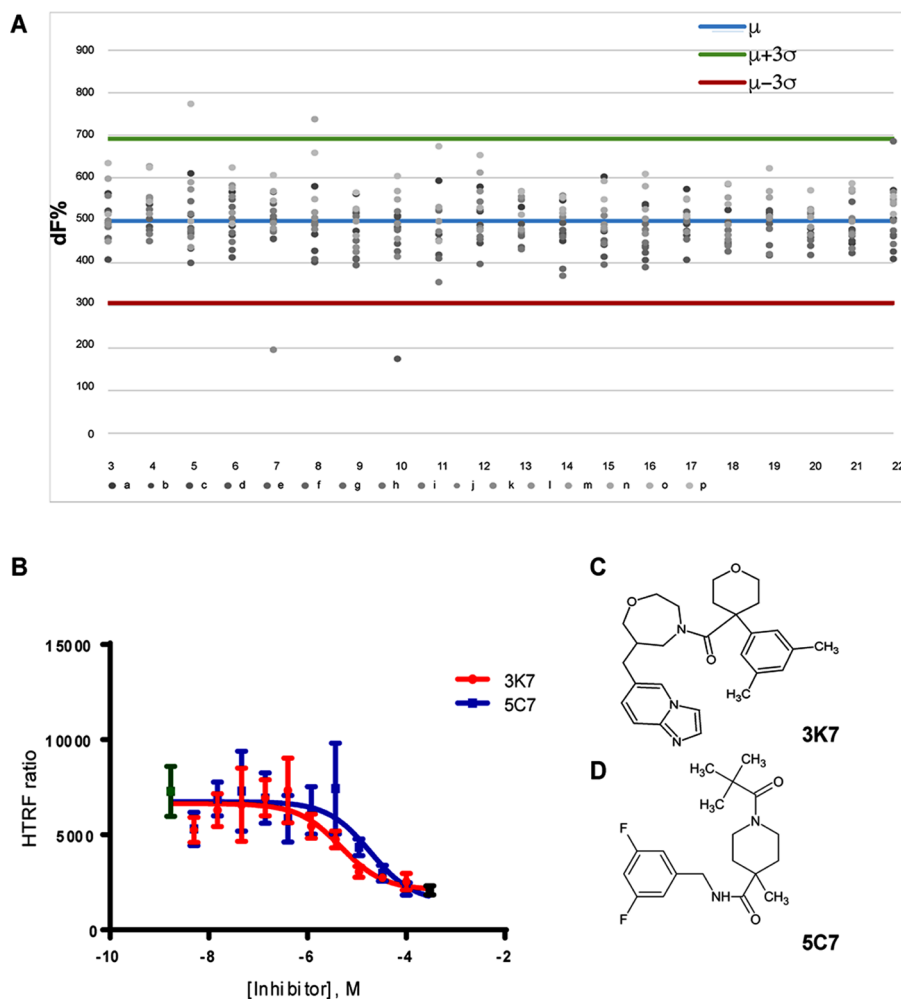 A
μ
μ+3σ
μ−3σ
900
800
700
600
500
400
300
200
100
0
dF%
3 4 5 6 7 8 9 10 11 12 13 14 15 16 17 18 19 20 21 22
a b c d e f g h i j k l m n o p
B
15000
10000
5000
0
HTRF ratio
3K7
5C7
-10 -8 -6 -4 -2
[Inhibitor], M
C
O
O
N
O
CH₃
H₃C
N
N
3K7
D
CH₃
H₃C
CH₃
O
N
F
F
NH
O
CH₃
5C7